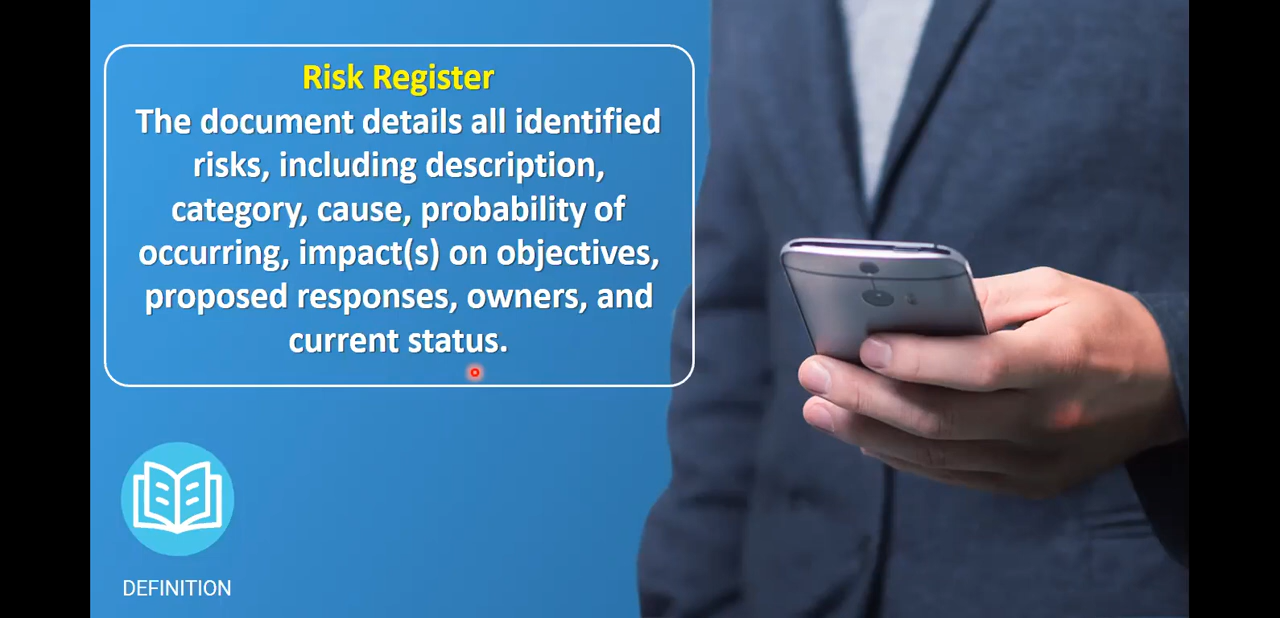 Risk Register
The document details all identified
risks, including description,
category, cause, probability of
occurring, impact(s) on objectives,
proposed responses, owners, and
current status.
DEFINITION